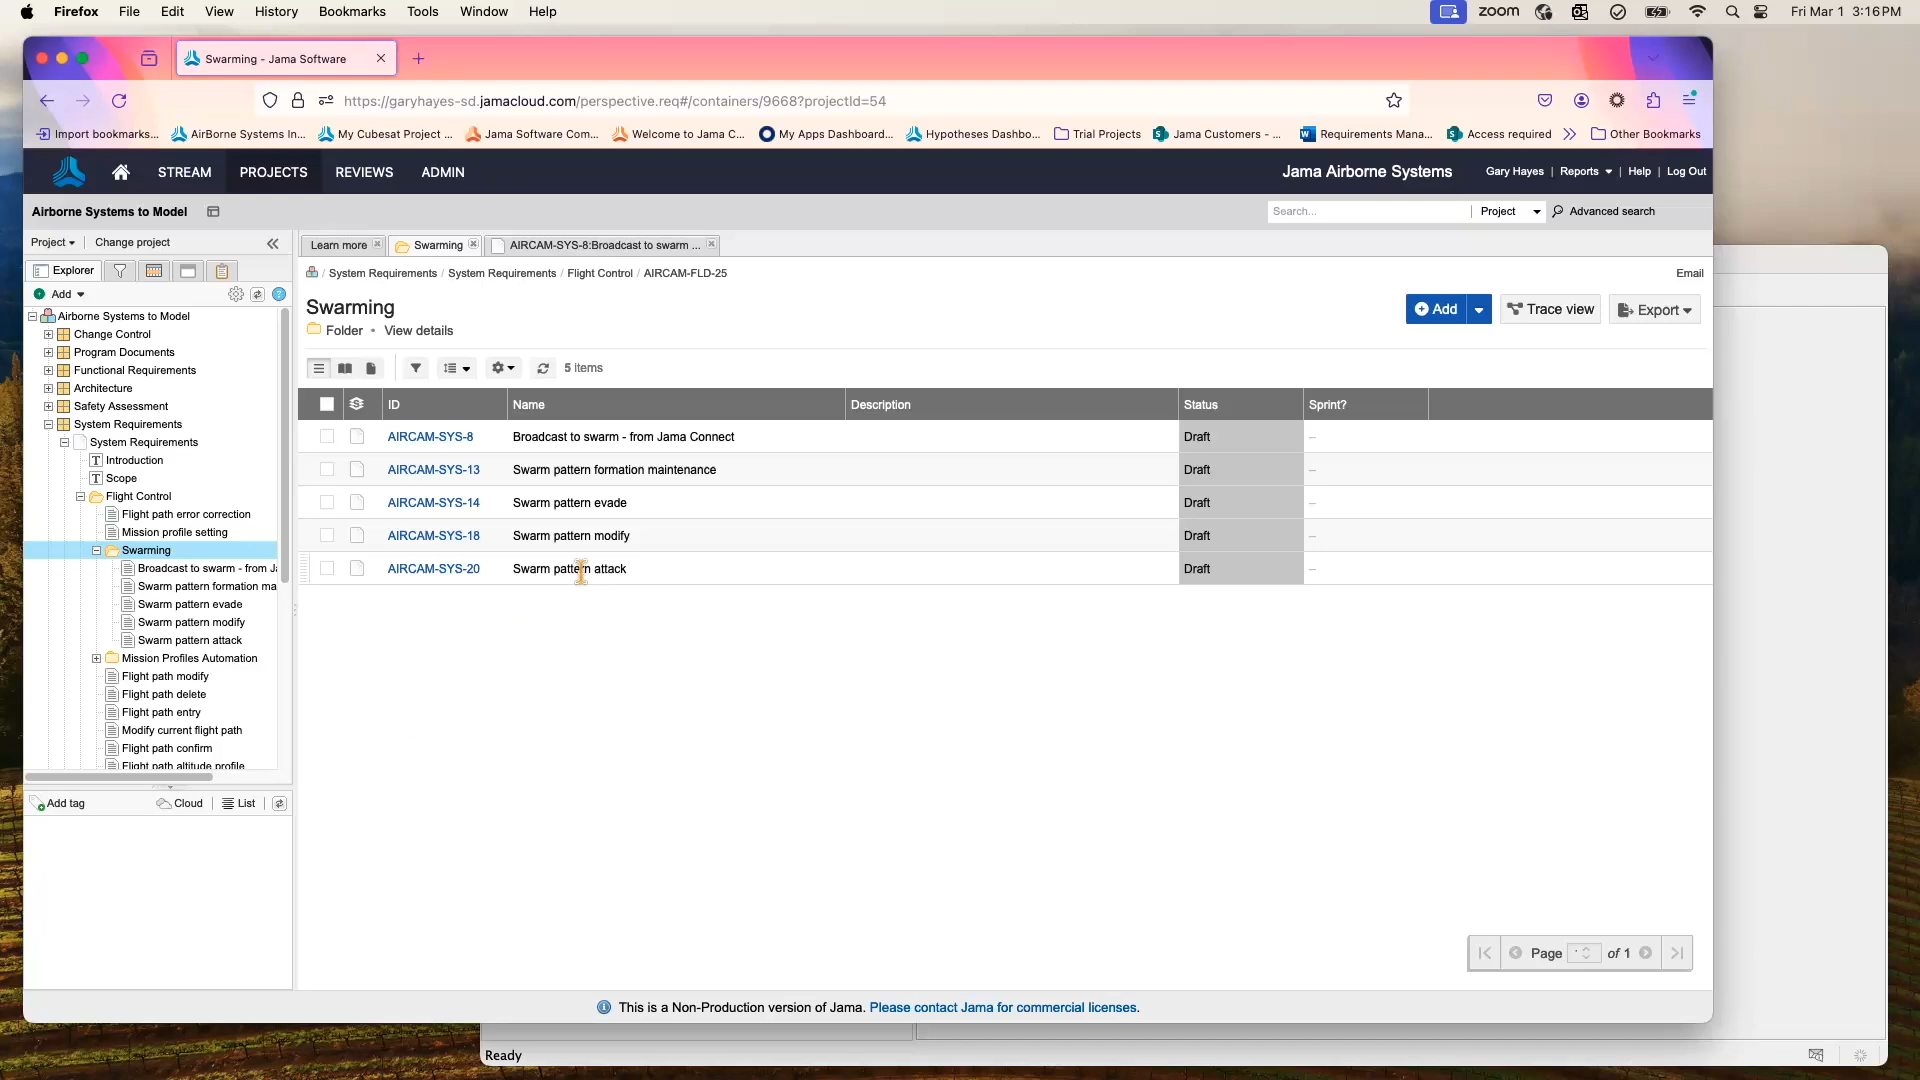 Firefox File Edit View History Bookmarks Tools Window Help zoom Fri Mar 1 3:16 PM
Swarming - Jama Software
https://garyhayes-sd.jamacloud.com/perspective.req#/containers/9668?projectId=54
Import bookmarks... AirBorne Systems In... My Cubesat Project ... Jama Software Com... Welcome to Jama C... My Apps Dashboard... Hypotheses Dashbo... Trial Projects Jama Customers - ... Requirements Mana... Access required Other Bookmarks
STREAM PROJECTS REVIEWS ADMIN Jama Airborne Systems Gary Hayes | Reports | Help | Log Out
Airborne Systems to Model Search... Project Advanced search
Project Change project
Learn more Swarming AIRCAM-SYS-8:Broadcast to swarm ...
Explorer
/ System Requirements / System Requirements / Flight Control / AIRCAM-FLD-25 Email
Add
Swarming
Folder • View details
Add Trace view Export
5 items
ID Name Description Status Sprint?
AIRCAM-SYS-8 Broadcast to swarm - from Jama Connect Draft –
AIRCAM-SYS-13 Swarm pattern formation maintenance Draft –
AIRCAM-SYS-14 Swarm pattern evade Draft –
AIRCAM-SYS-18 Swarm pattern modify Draft –
AIRCAM-SYS-20 Swarm pattern attack Draft –
Airborne Systems to Model
Change Control
Program Documents
Functional Requirements
Architecture
Safety Assessment
System Requirements
System Requirements
T Introduction
T Scope
Flight Control
Flight path error correction
Mission profile setting
Swarming
Broadcast to swarm - from Ja
Swarm pattern formation ma
Swarm pattern evade
Swarm pattern modify
Swarm pattern attack
Mission Profiles Automation
Flight path modify
Flight path delete
Flight path entry
Modify current flight path
Flight path confirm
Flight path altitude profile
Add tag Cloud List
Page of 1
This is a Non-Production version of Jama. Please contact Jama for commercial licenses.
Ready